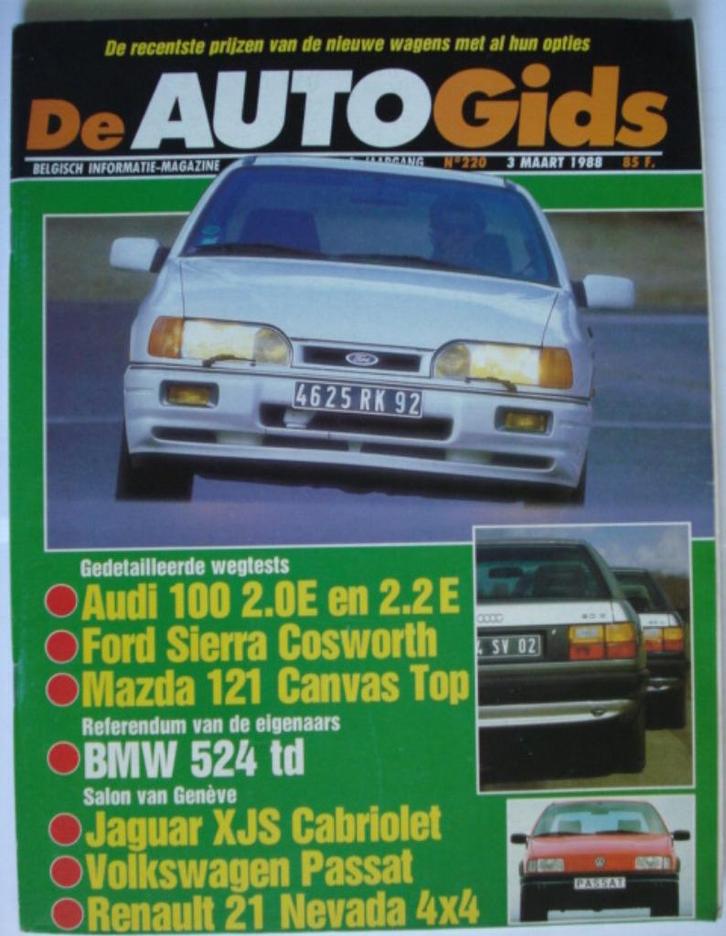 De recentste prijzen van de nieuwe wagens met al hun opties
De AUTOGids
BELGISCH INFORMATIE-MAGAZINE JAARGANG N°220 3 MAART 1988 85 F.
Ford
4625 RK 92
Gedetailleerde wegtests
Audi 100 2.0E en 2.2E
Ford Sierra Cosworth
Mazda 121 Canvas Top
SV 02
Referendum van de eigenaars
BMW 524 td
Salon van Genève
Jaguar XJS Cabriolet
Volkswagen Passat
Renault 21 Nevada 4x4
PASSAT